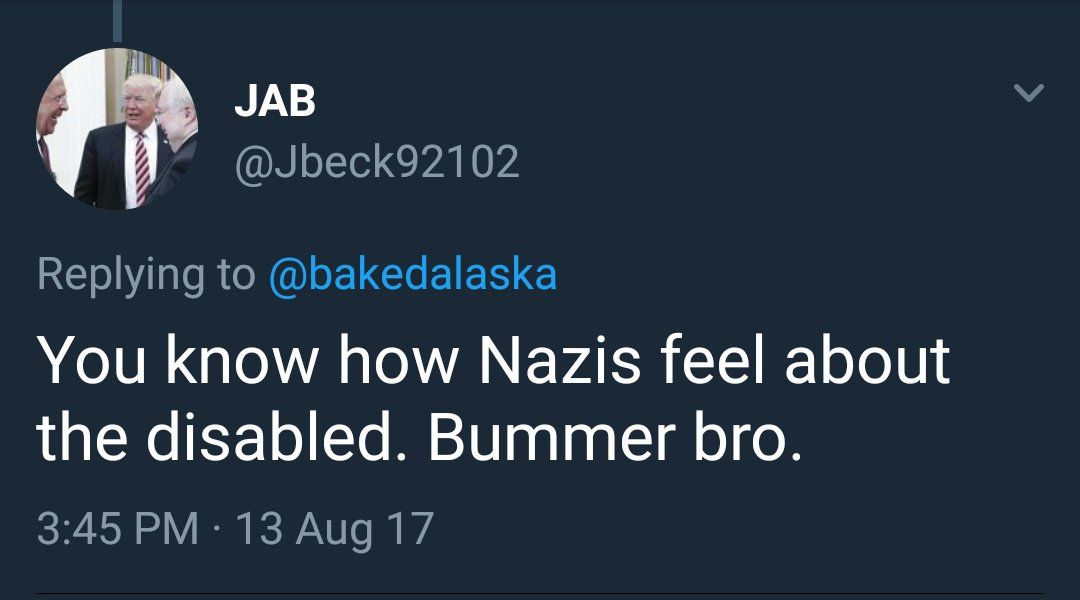 JAB
@Jbeck92102
Replying to @bakedalaska
You know how Nazis feel about
the disabled. Bummer bro.
3:45 PM · 13 Aug 17